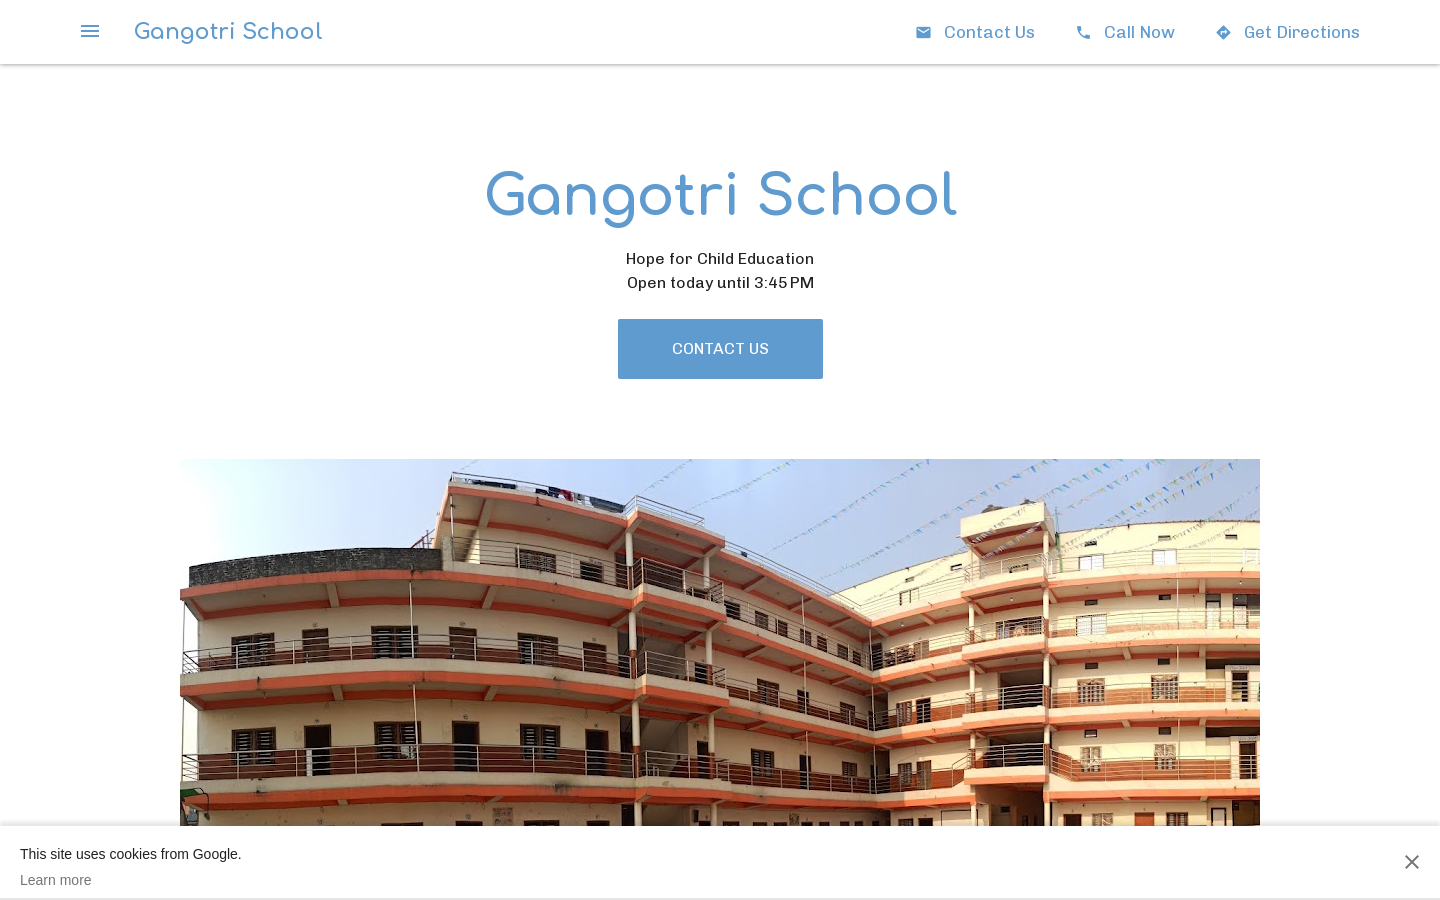 Gangotri School
Contact Us
Call Now
Get Directions
Gangotri School
Hope for Child Education
Open today until 3:45 PM
CONTACT US
This site uses cookies from Google.
Learn more